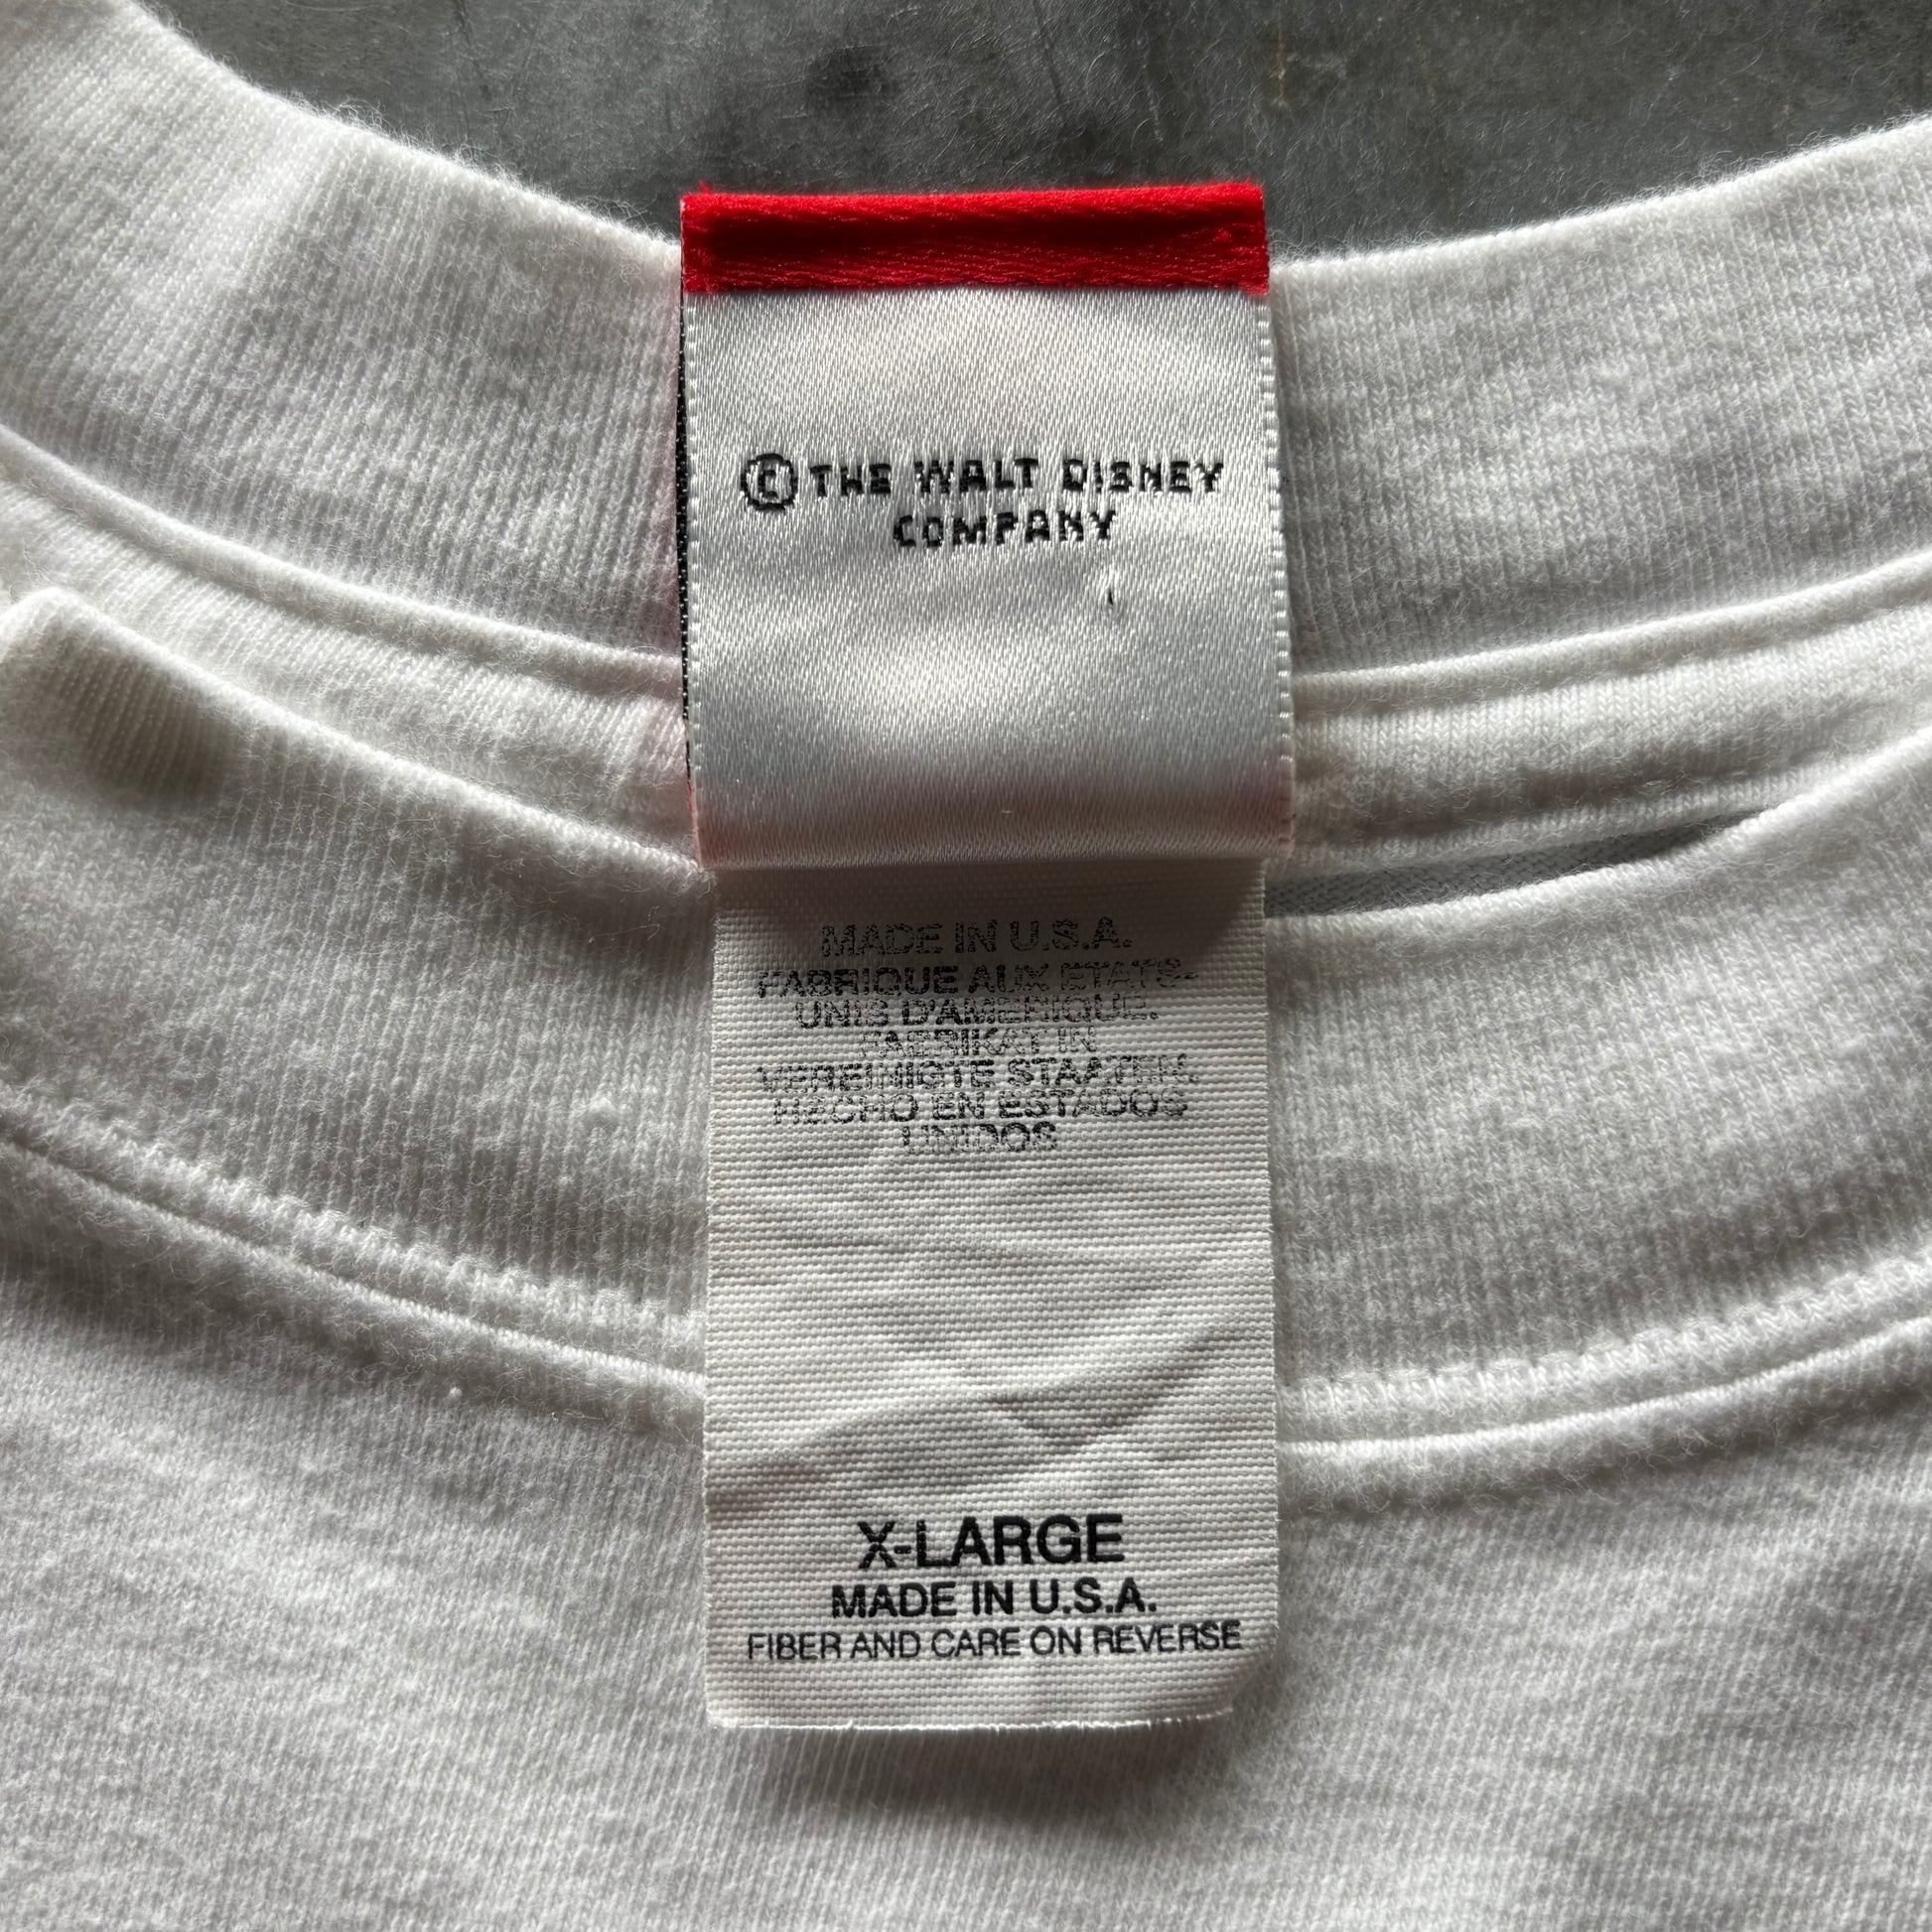 © THE WALT DISNEY
COMPANY
MADE IN U.S.A.
FABRIQUE AUX ETATS-
UNIS D'AMERIQUE.
FABRIKAT IN
VEREINIGTE STAATEN.
HECHO EN ESTADOS
UNIDOS
X-LARGE
MADE IN U.S.A.
FIBER AND CARE ON REVERSE